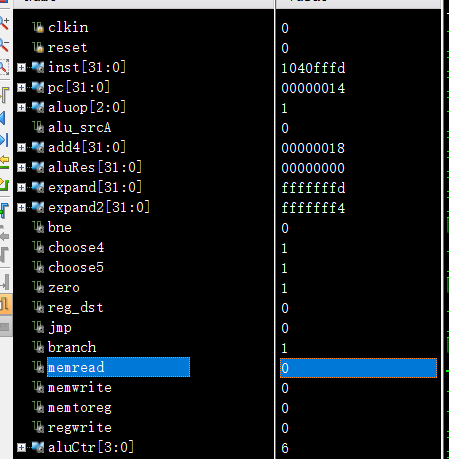 clkin 0
reset 0
inst[31:0] 1040fffd
pc[31:0] 00000014
aluop[2:0] 1
alu_srcA 0
add4[31:0] 00000018
aluRes[31:0] 00000000
expand[31:0] fffffffd
expand2[31:0] fffffff4
bne 0
choose4 1
choose5 1
zero 1
reg_dst 0
jmp 0
branch 1
memread 0
memwrite 0
memtoreg 0
regwrite 0
aluCtr[3:0] 6